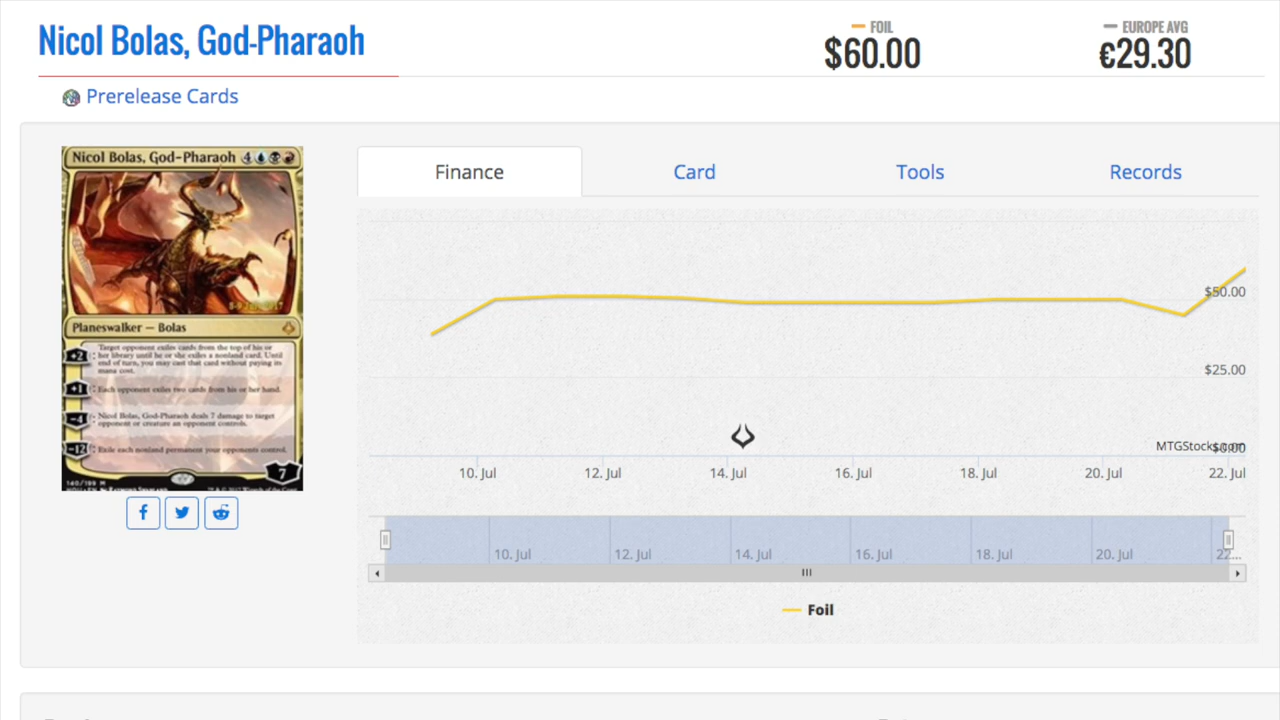 Nicol Bolas, God-Pharaoh
FOIL
$60.00
EUROPE AVG
€29.30
Prerelease Cards
Nicol Bolas, God-Pharaoh 4
Planeswalker — Bolas
+2: Target opponent exiles cards from the top of his or
her library until he or she exiles a nonland card. Until
end of turn, you may cast that card without paying its
mana cost.
+1: Each opponent exiles two cards from his or her hand.
-4: Nicol Bolas, God-Pharaoh deals 7 damage to target
opponent or creature an opponent controls.
-12: Exile each nonland permanent your opponents control.
7
140/199 M
Finance
Card
Tools
Records
$50.00
$25.00
MTGStocks.com
$0.00
10. Jul
12. Jul
14. Jul
16. Jul
18. Jul
20. Jul
22. Jul
10. Jul
12. Jul
14. Jul
16. Jul
18. Jul
20. Jul
22...
Foil